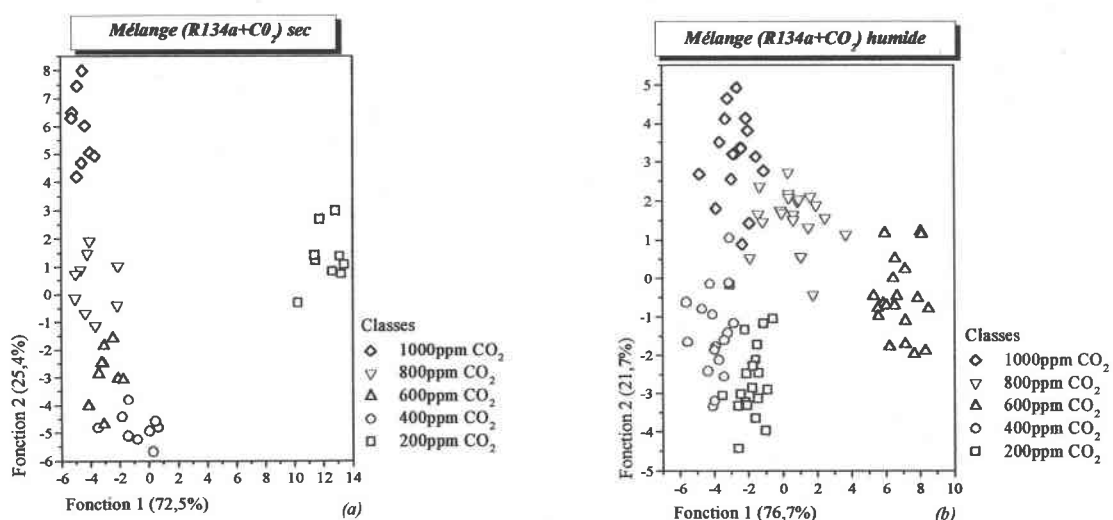 Mélange (R134a+C0₂) sec
8
7
6
5
4
3
2
1
0
-1
-2
-3
-4
-5
-6
Fonction 2 (25,4%)
-6 -4 -2 0 2 4 6 8 10 12 14
Fonction 1 (72,5%)
(a)
Classes
1000ppm CO₂
800ppm CO₂
600ppm CO₂
400ppm CO₂
200ppm CO₂
Mélange (R134a+CO₂) humide
5
4
3
2
1
0
-1
-2
-3
-4
-5
Fonction 2 (21,7%)
-6 -4 -2 0 2 4 6 8 10
Fonction 1 (76,7%)
(b)
Classes
1000ppm CO₂
800ppm CO₂
600ppm CO₂
400ppm CO₂
200ppm CO₂